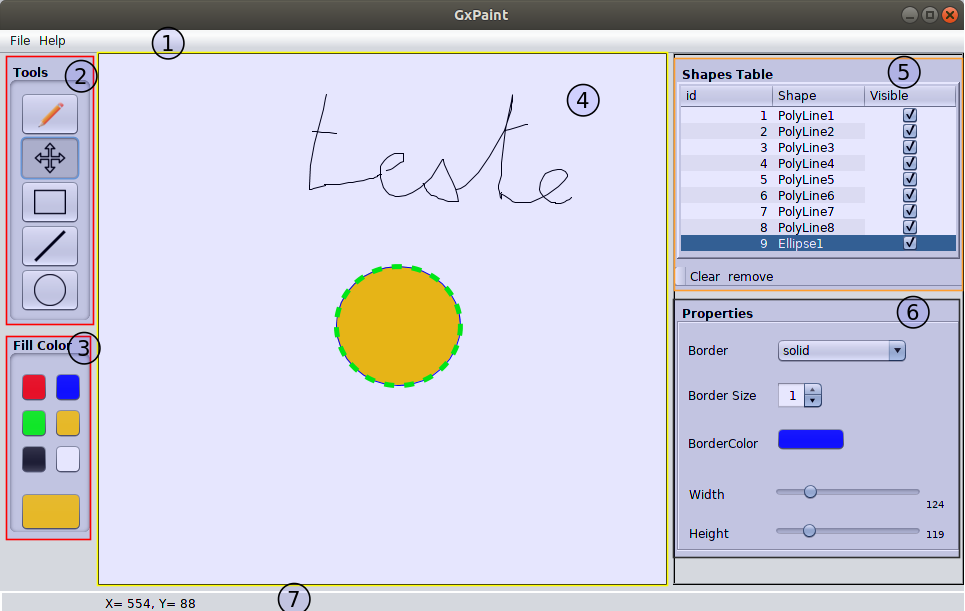 GxPaint
File Help
1
Tools
2
Fill Color
3
4
teste
5
Shapes Table
id Shape Visible
1 PolyLine1
2 PolyLine2
3 PolyLine3
4 PolyLine4
5 PolyLine5
6 PolyLine6
7 PolyLine7
8 PolyLine8
9 Ellipse1
Clear remove
6
Properties
Border solid
Border Size 1
BorderColor
Width 124
Height 119
X= 554, Y= 88
7